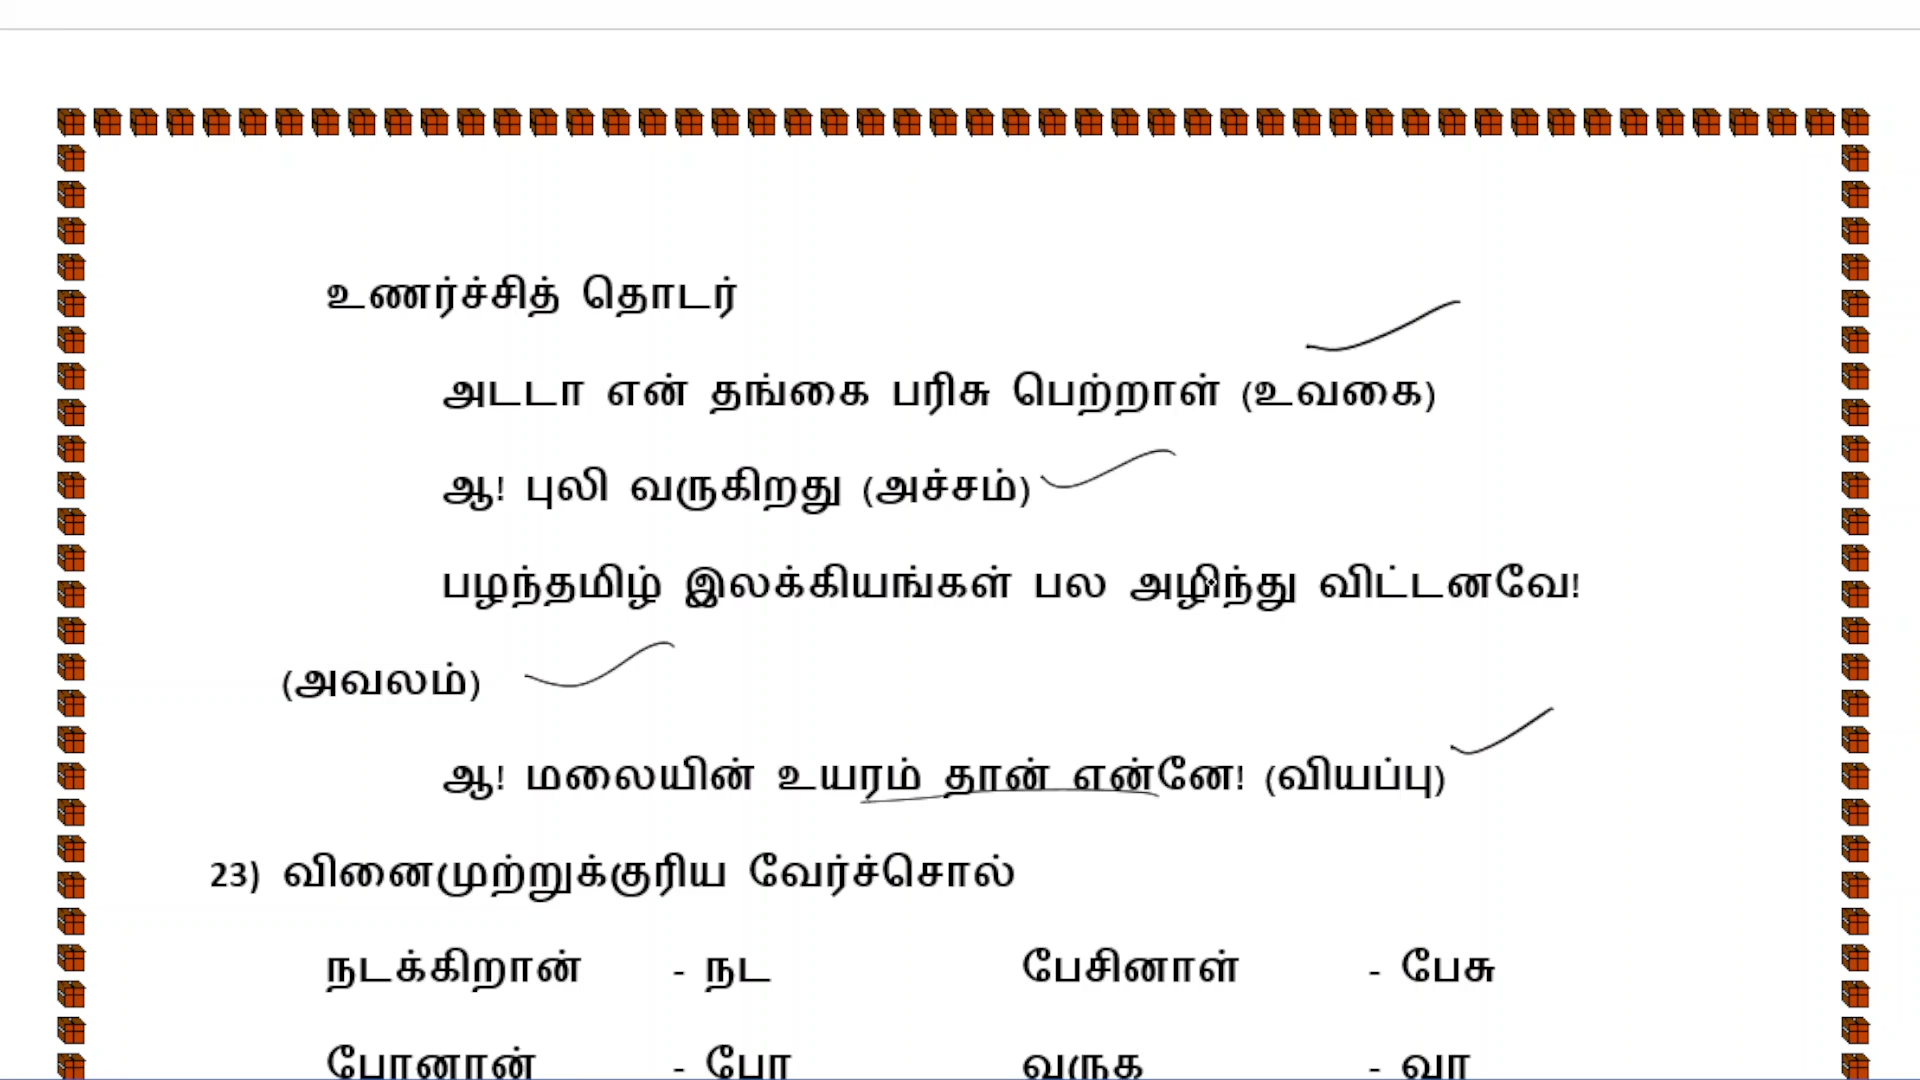 உணர்ச்சித் தொடர்
அடடா என் தங்கை பரிசு பெற்றாள் (உவகை)
ஆ! புலி வருகிறது (அச்சம்)
பழந்தமிழ் இலக்கியங்கள் பல அழிந்து விட்டனவே!
(அவலம்)
ஆ! மலையின் உயரம் தான் என்னே! (வியப்பு)
23) வினைமுற்றுக்குரிய வேர்ச்சொல்
நடக்கிறான் - நட பேசினாள் - பேசு
போனான் - போ வருக - வா